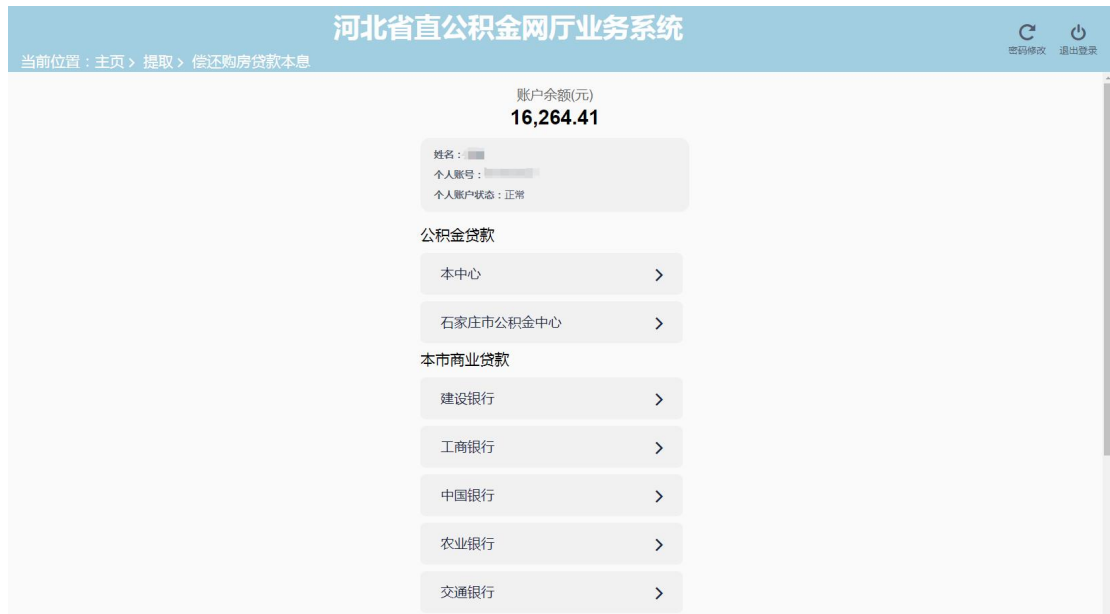 河北省直公积金网厅业务系统
密码修改 退出登录
当前位置：主页 > 提取 > 偿还购房贷款本息
账户余额(元)
16,264.41
姓名：
个人账号：
个人账户状态：正常
公积金贷款
本中心
石家庄市公积金中心
本市商业贷款
建设银行
工商银行
中国银行
农业银行
交通银行